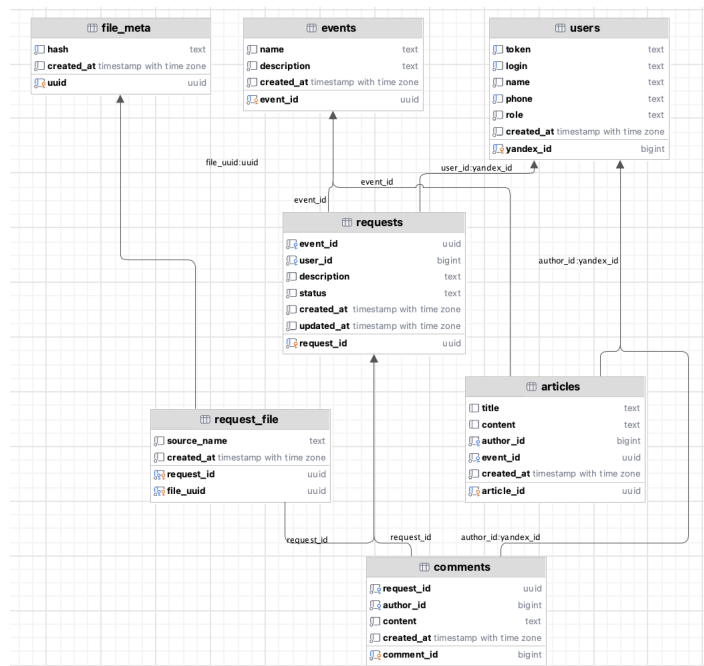 file_meta
hash text
created_at timestamp with time zone
uuid uuid
events
name text
description text
created_at timestamp with time zone
event_id uuid
users
token text
login text
name text
phone text
role text
created_at timestamp with time zone
yandex_id bigint
file_uuid:uuid
user_id:yandex_id
event_id
event_id
requests
event_id uuid
user_id bigint
description text
status text
created_at timestamp with time zone
updated_at timestamp with time zone
request_id uuid
author_id:yandex_id
articles
title text
content text
author_id bigint
event_id uuid
created_at timestamp with time zone
article_id uuid
request_file
source_name text
created_at timestamp with time zone
request_id uuid
file_uuid uuid
request_id
request_id
author_id:yandex_id
comments
request_id uuid
author_id bigint
content text
created_at timestamp with time zone
comment_id bigint